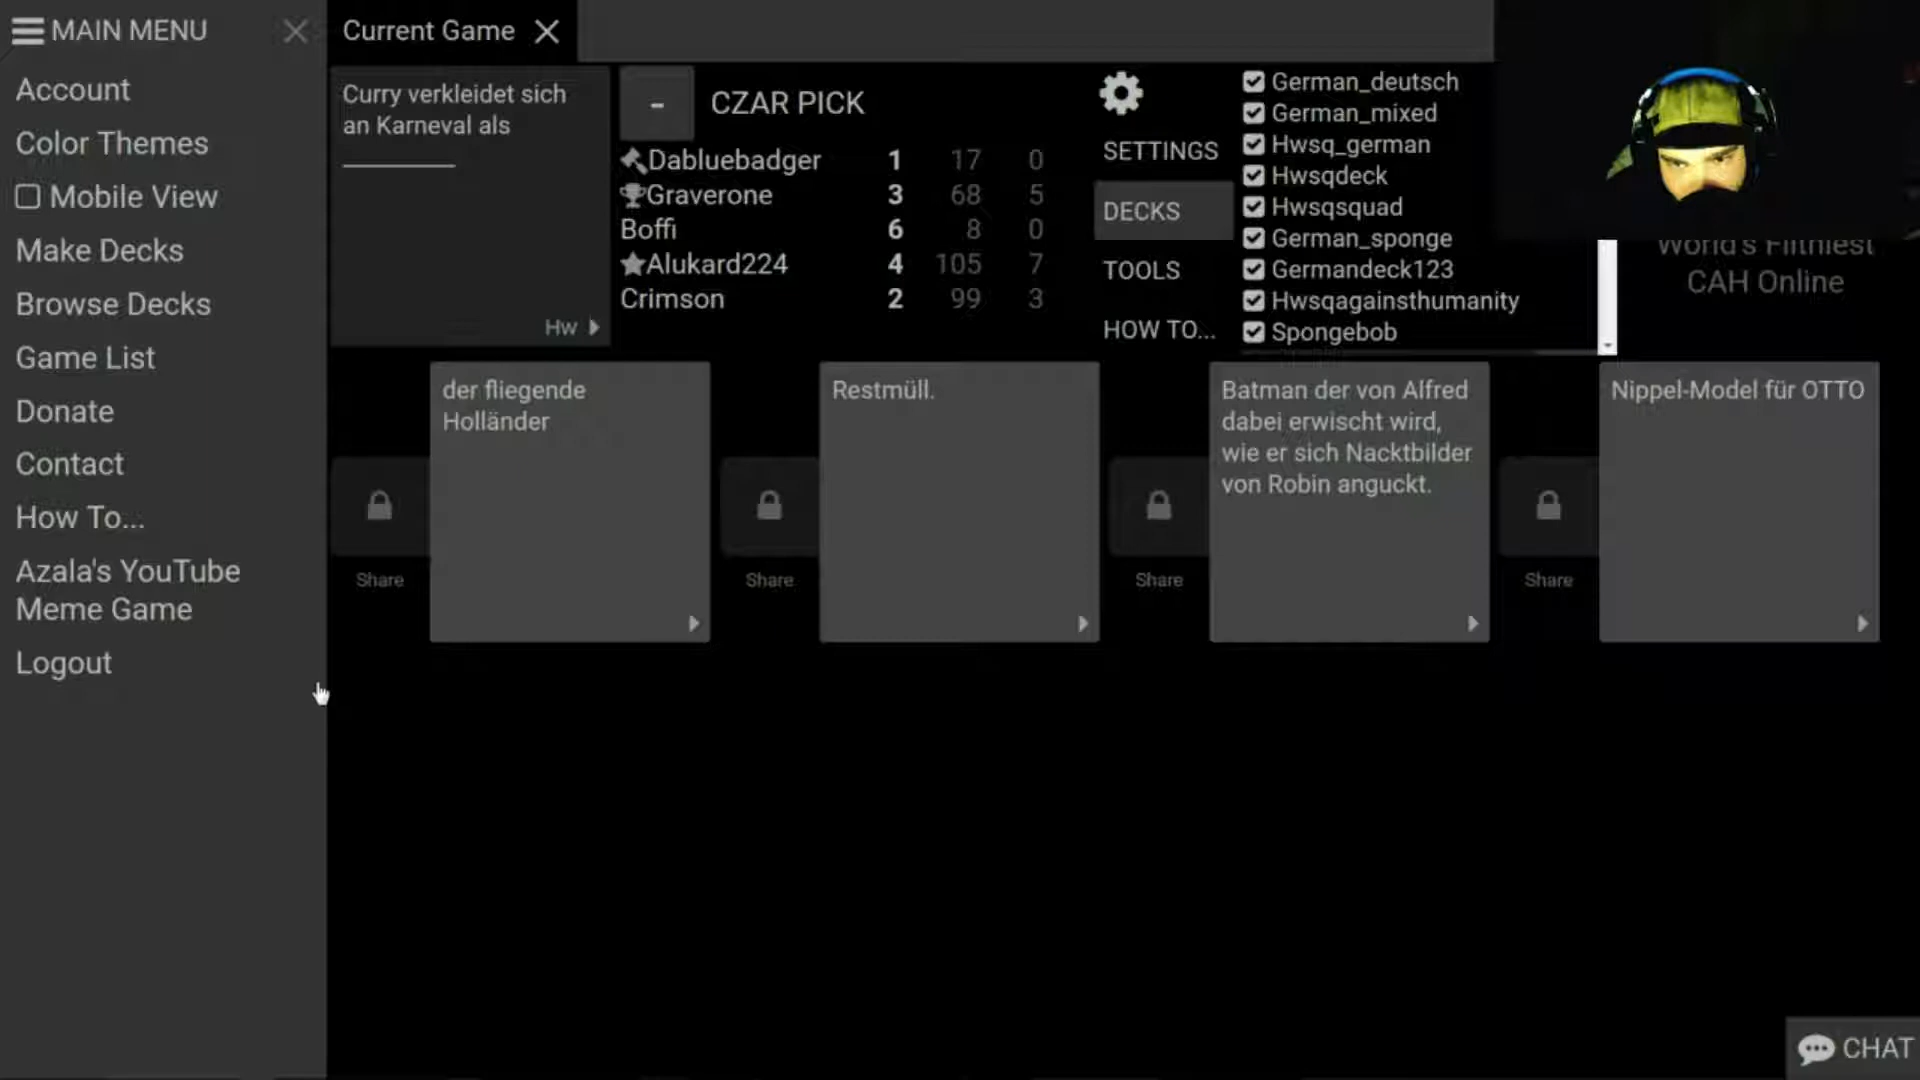 MAIN MENU
Account
Color Themes
Mobile View
Make Decks
Browse Decks
Game List
Donate
Contact
How To...
Azala's YouTube
Meme Game
Logout
Current Game
Curry verkleidet sich
an Karneval als
Hw
- CZAR PICK
Dabluebadger 1 17 0
Graverone 3 68 5
Boffi 6 8 0
Alukard224 4 105 7
Crimson 2 99 3
SETTINGS
DECKS
TOOLS
HOW TO...
German_deutsch
German_mixed
Hwsq_german
Hwsqdeck
Hwsqsquad
German_sponge
Germandeck123
Hwsqagainsthumanity
Spongebob
World's Filthiest
CAH Online
Share
der fliegende
Holländer
Share
Restmüll.
Share
Batman der von Alfred
dabei erwischt wird,
wie er sich Nacktbilder
von Robin anguckt.
Share
Nippel-Model für OTTO
CHAT